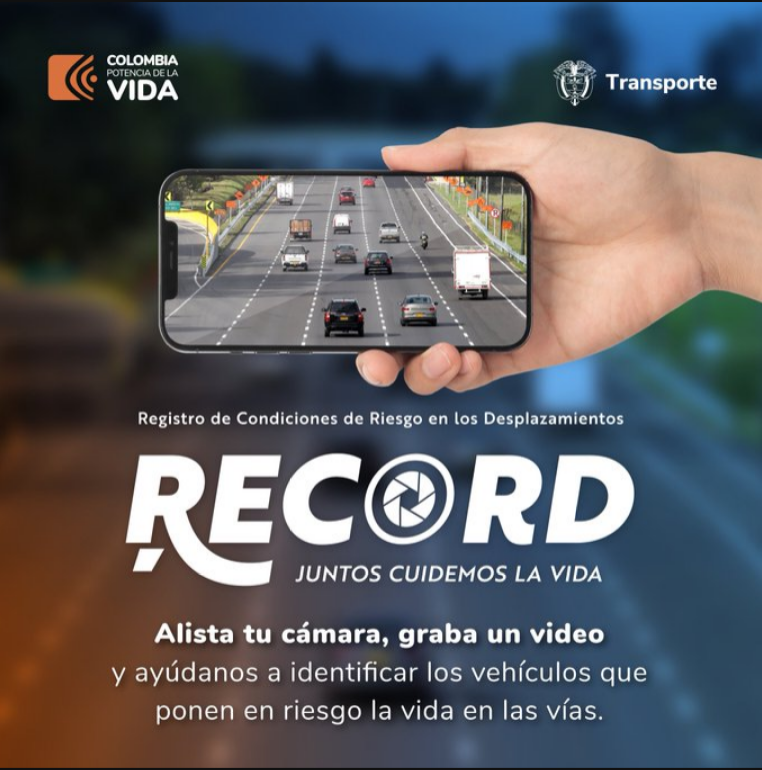 COLOMBIA
POTENCIA DE LA
VIDA
Transporte
Registro de Condiciones de Riesgo en los Desplazamientos
RECORD
JUNTOS CUIDEMOS LA VIDA
Alista tu cámara, graba un video
y ayúdanos a identificar los vehículos que
ponen en riesgo la vida en las vías.